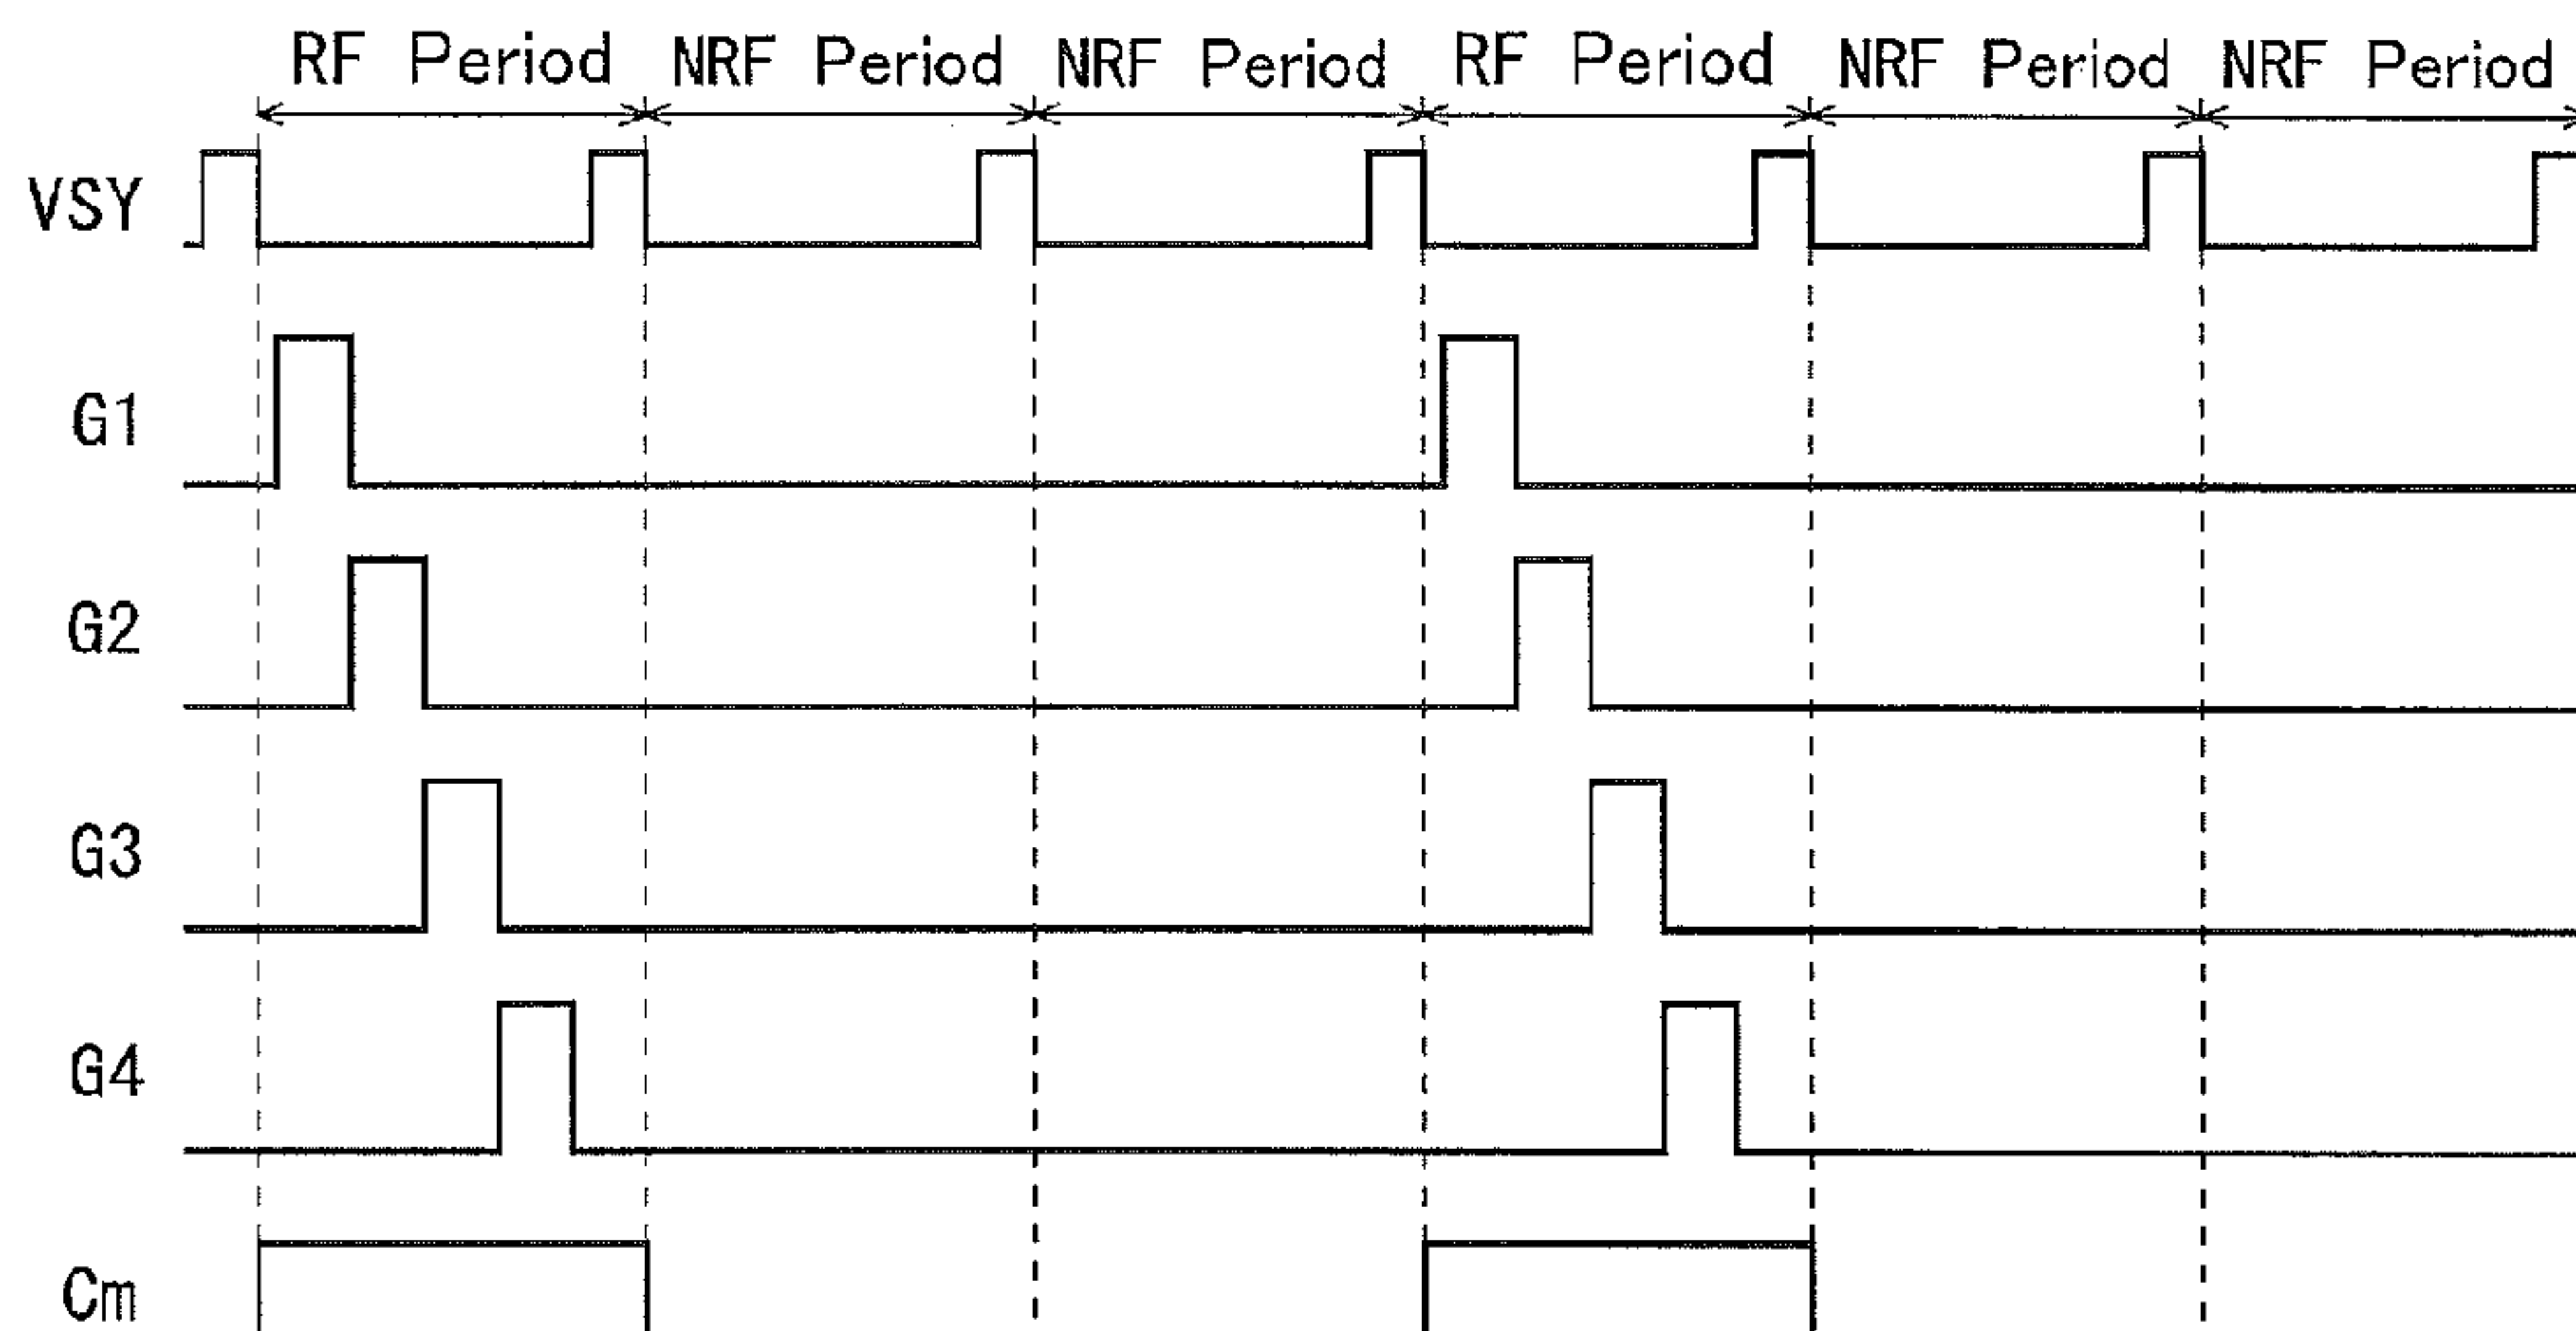 RF Period NRF Period NRF Period RF Period NRF Period NRF Period
VSY
G1
G2
G3
G4
Cm